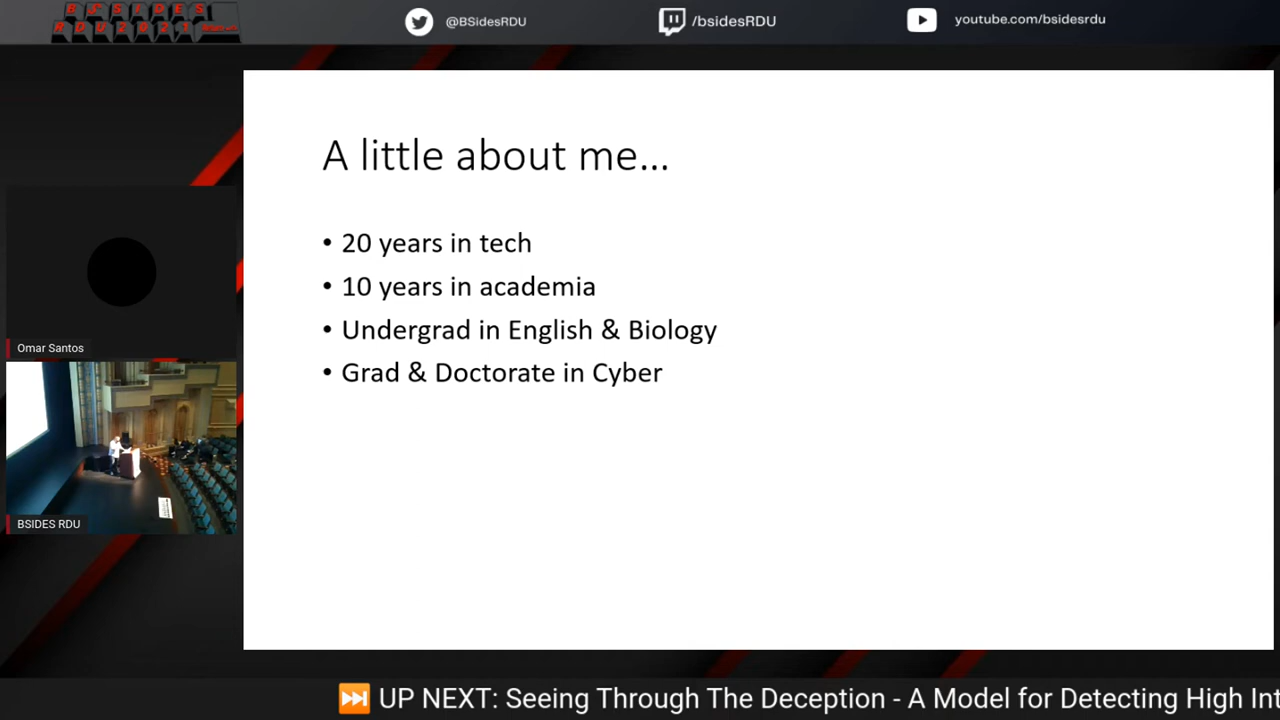 BSIDES
RDU2021
@BSidesRDU
/bsidesRDU
youtube.com/bsidesrdu
A little about me...
• 20 years in tech
• 10 years in academia
• Undergrad in English & Biology
• Grad & Doctorate in Cyber
Omar Santos
BSIDES RDU
UP NEXT: Seeing Through The Deception - A Model for Detecting High Int